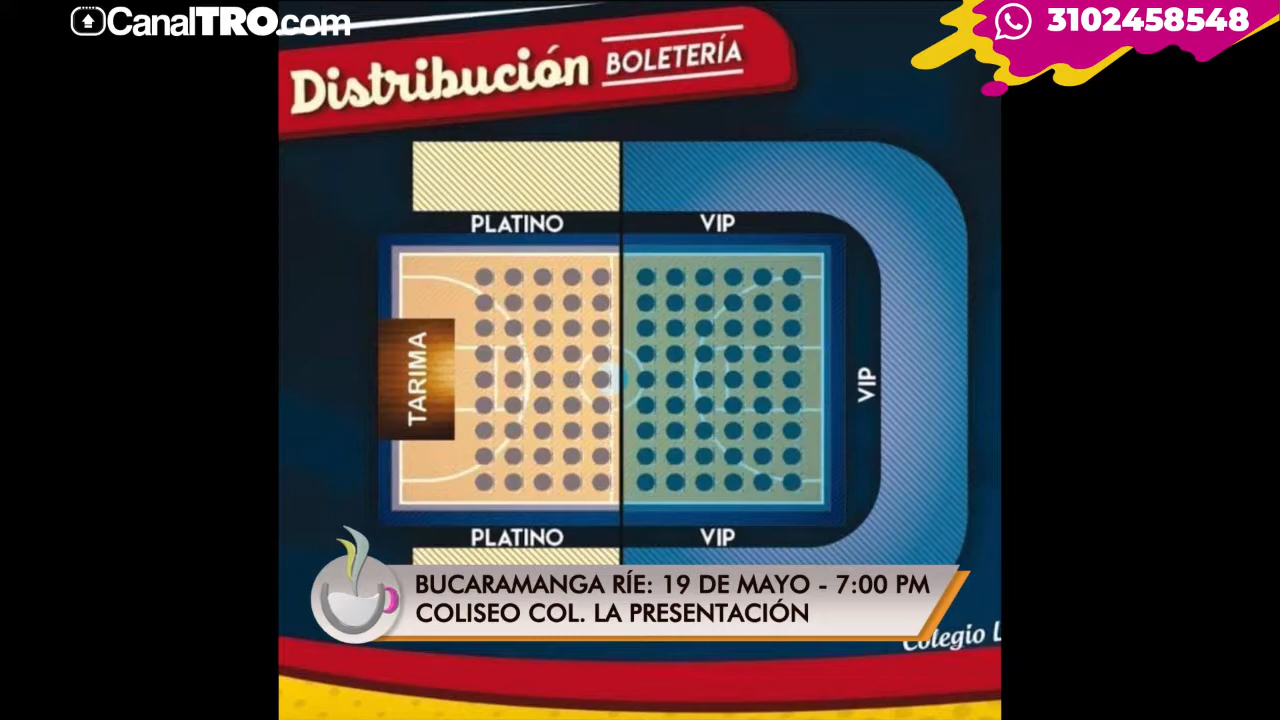 CanalTRO.com
3102458548
Distribución BOLETERÍA
PLATINO VIP
TARIMA
VIP
PLATINO VIP
BUCARAMANGA RÍE: 19 DE MAYO - 7:00 PM
COLISEO COL. LA PRESENTACIÓN
Colegio L